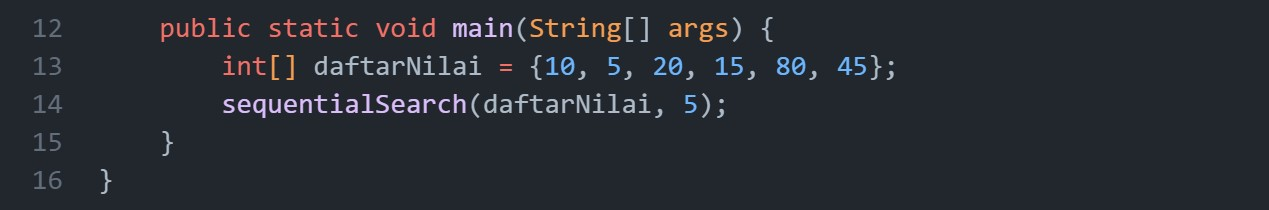 12 public static void main(String[] args) {
13 int[] daftarNilai = {10, 5, 20, 15, 80, 45};
14 sequentialSearch(daftarNilai, 5);
15 }
16 }